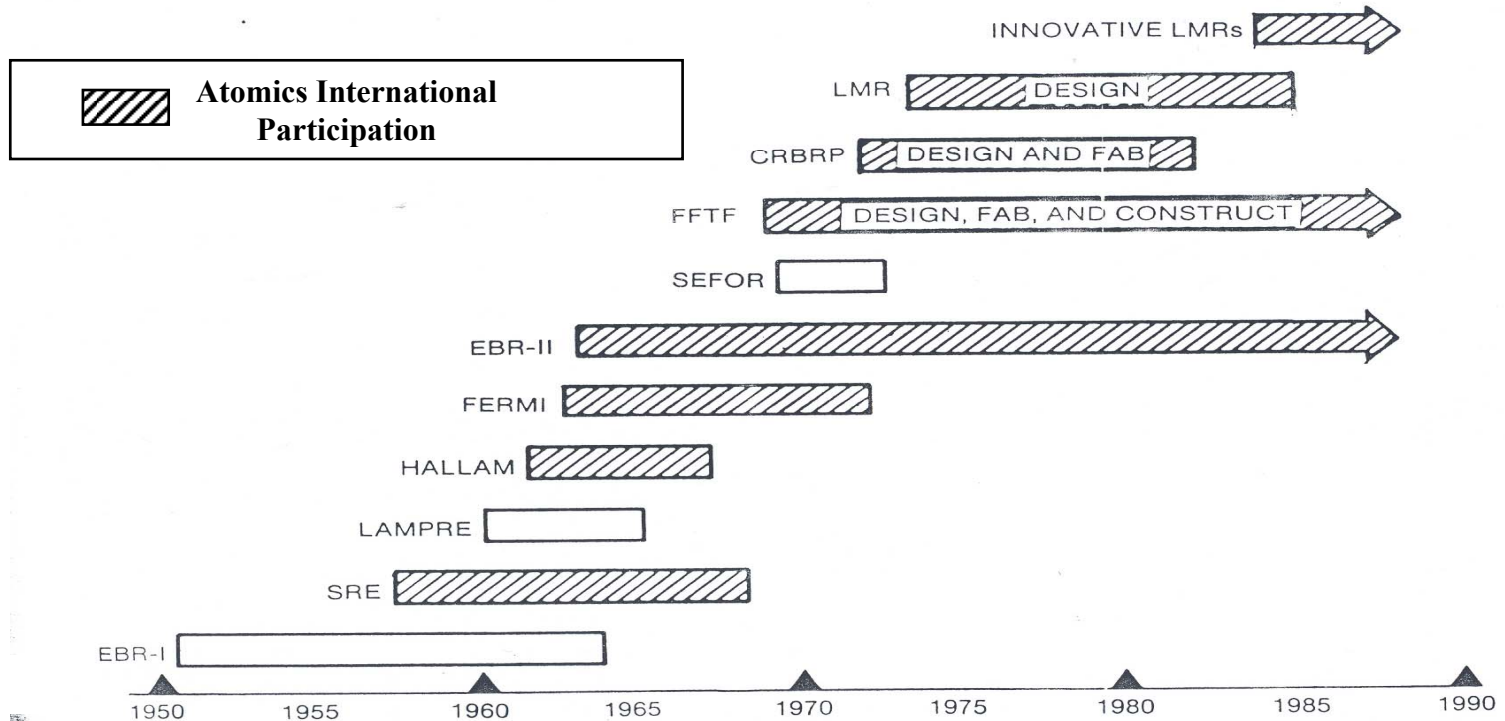 INNOVATIVE LMRs
Atomics International
Participation
LMR DESIGN
CRBRP DESIGN AND FAB
FFTF DESIGN, FAB, AND CONSTRUCT
SEFOR
EBR-II
FERMI
HALLAM
LAMPRE
SRE
EBR-I
1950 1955 1960 1965 1970 1975 1980 1985 1990